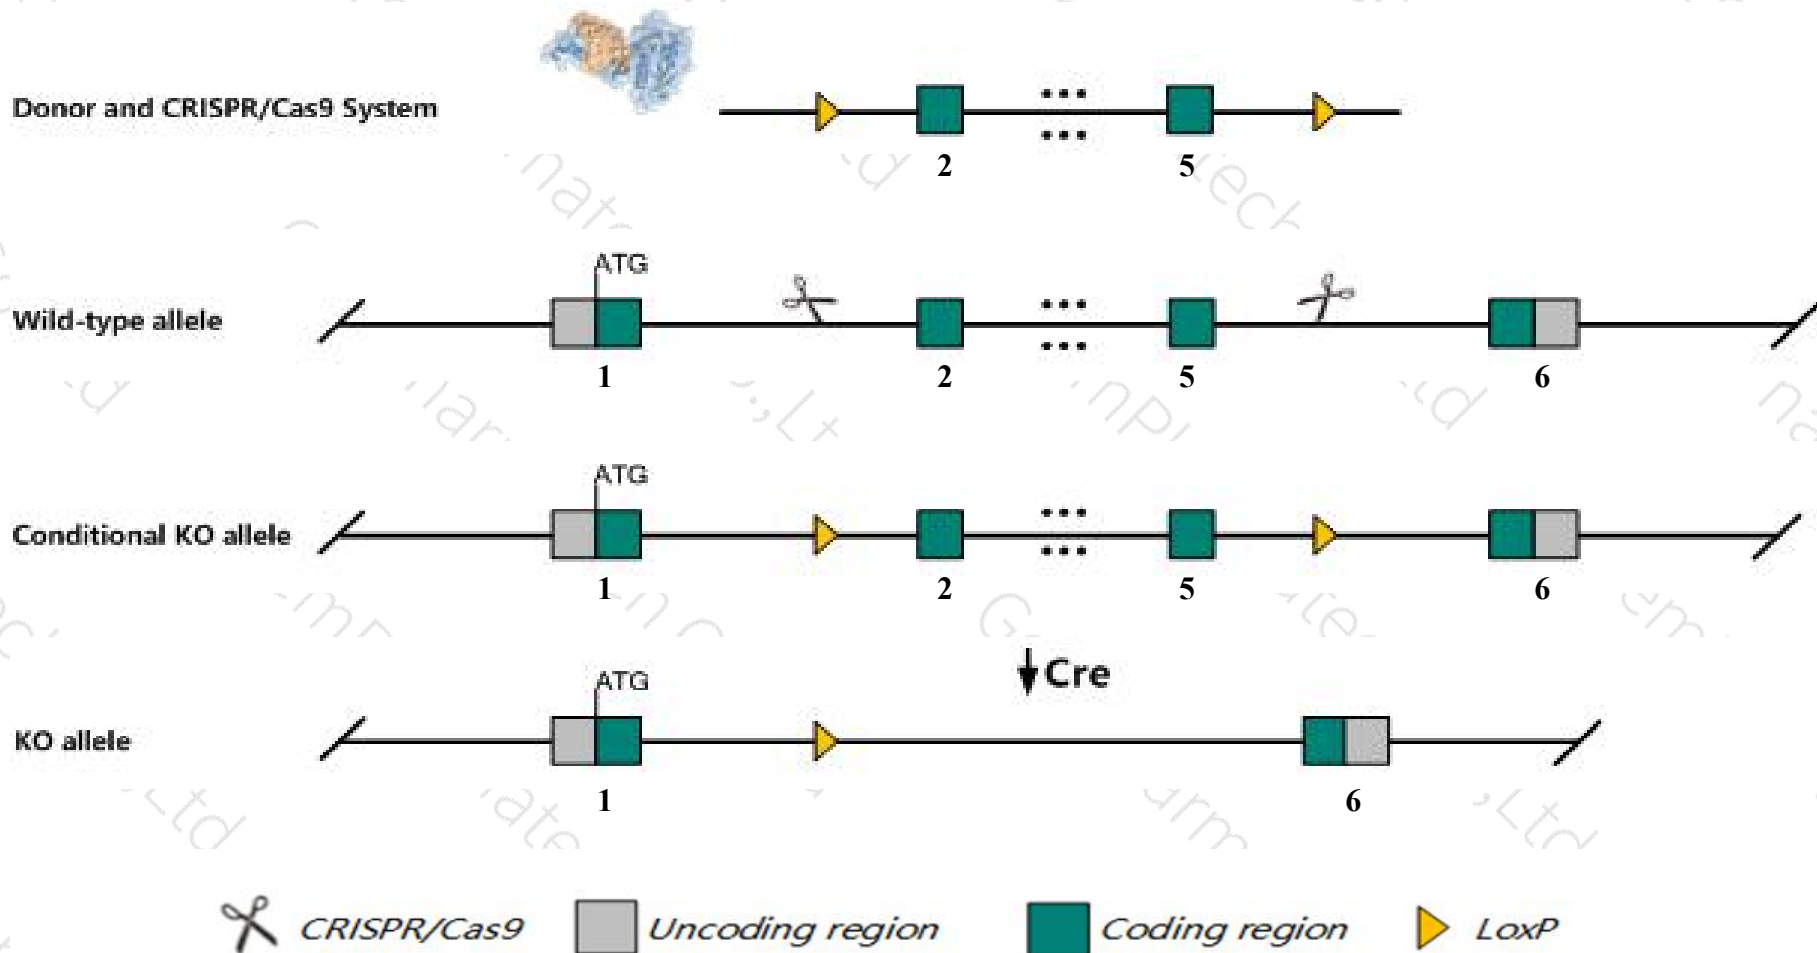 Donor and CRISPR/Cas9 System
2 5
ATG
Wild-type allele
1 2 5 6
ATG
Conditional KO allele
1 2 5 6
Cre
ATG
KO allele
1 6
CRISPR/Cas9 Uncoding region Coding region LoxP